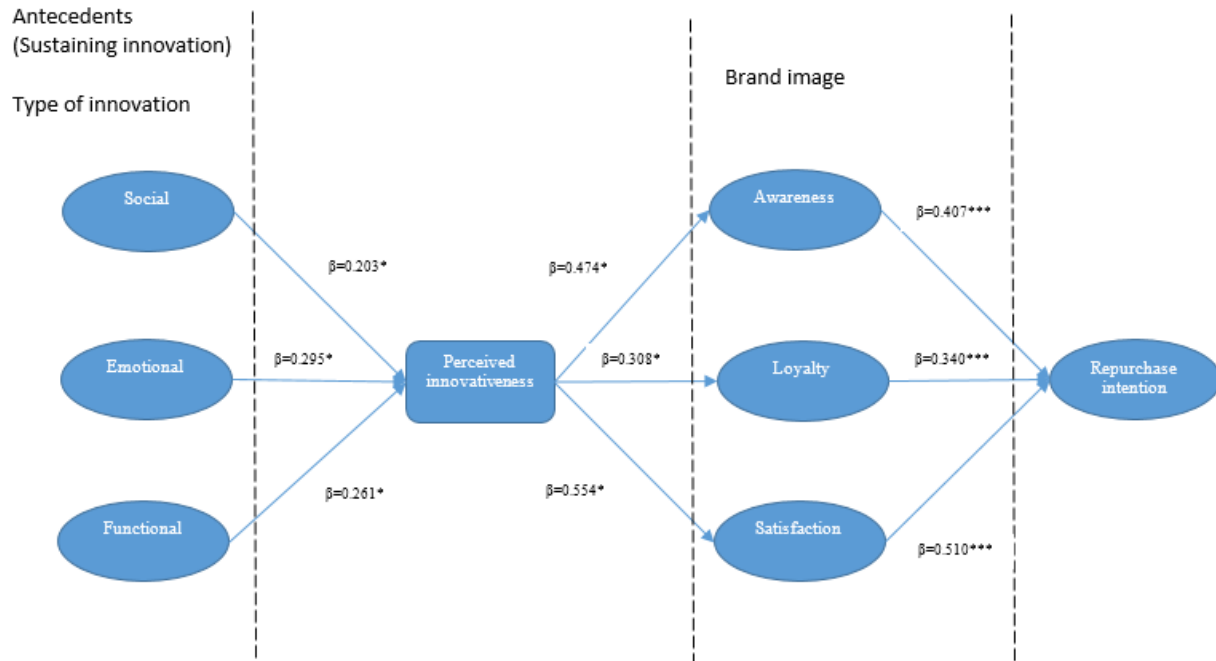 Antecedents
(Sustaining innovation)
Type of innovation
Brand image
Social
Awareness
β=0.407***
β=0.203*
β=0.474*
Emotional
β=0.295*
Perceived
innovativeness
β=0.308*
Loyalty
β=0.340***
Repurchase
intention
β=0.261*
β=0.554*
Functional
Satisfaction
β=0.510***